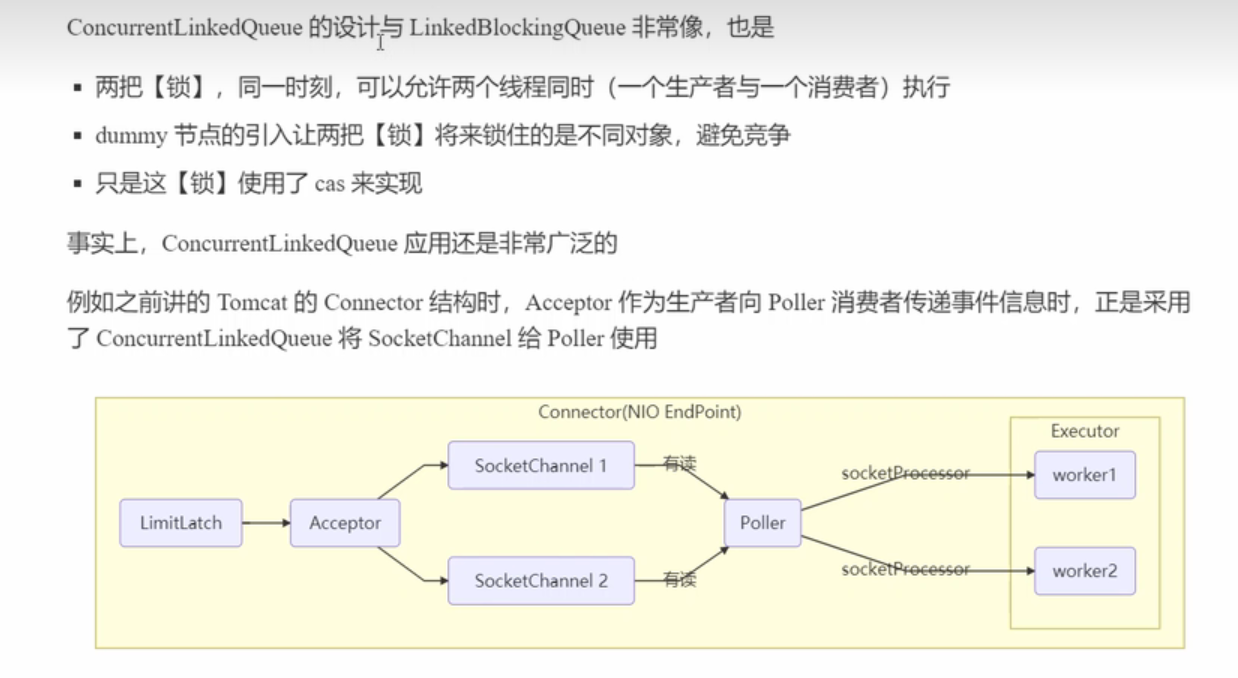 ConcurrentLinkedQueue 的设计与 LinkedBlockingQueue 非常像，也是
▪ 两把【锁】，同一时刻，可以允许两个线程同时（一个生产者与一个消费者）执行
▪ dummy 节点的引入让两把【锁】将来锁住的是不同对象，避免竞争
▪ 只是这【锁】使用了 cas 来实现
事实上，ConcurrentLinkedQueue 应用还是非常广泛的
例如之前讲的 Tomcat 的 Connector 结构时，Acceptor 作为生产者向 Poller 消费者传递事件信息时，正是采用
了 ConcurrentLinkedQueue 将 SocketChannel 给 Poller 使用
Connector(NIO EndPoint)
Executor
SocketChannel 1
有读
socketProcessor
worker1
LimitLatch
Acceptor
Poller
SocketChannel 2
有读
socketProcessor
worker2